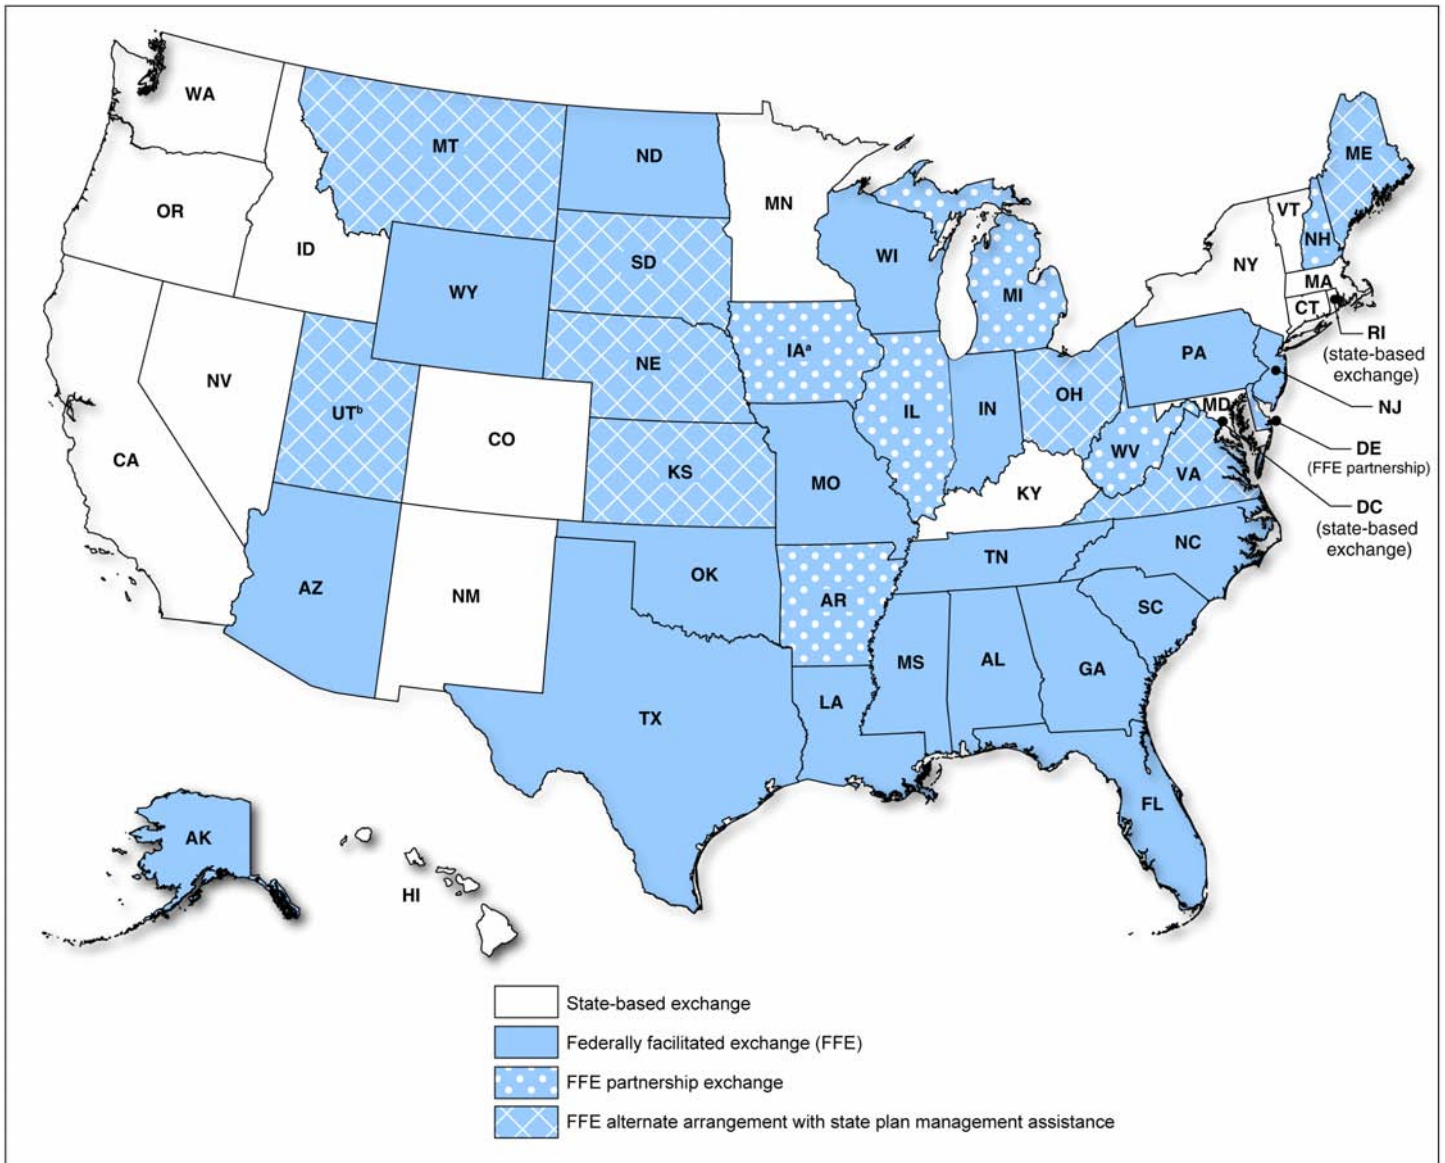 WA
MT
ND
MN
ME
OR
ID
SD
WI
VT
NH
NY
MA
WY
MI
CT
RI
(state-based
exchange)
NV
UTᵇ
NE
IAᵃ
PA
CA
CO
IL
IN
OH
MD
NJ
KS
MO
WV
VA
DE
(FFE partnership)
KY
DC
(state-based
exchange)
AZ
NM
OK
AR
TN
NC
SC
TX
LA
MS
AL
GA
FL
AK
HI
State-based exchange
Federally facilitated exchange (FFE)
FFE partnership exchange
FFE alternate arrangement with state plan management assistance